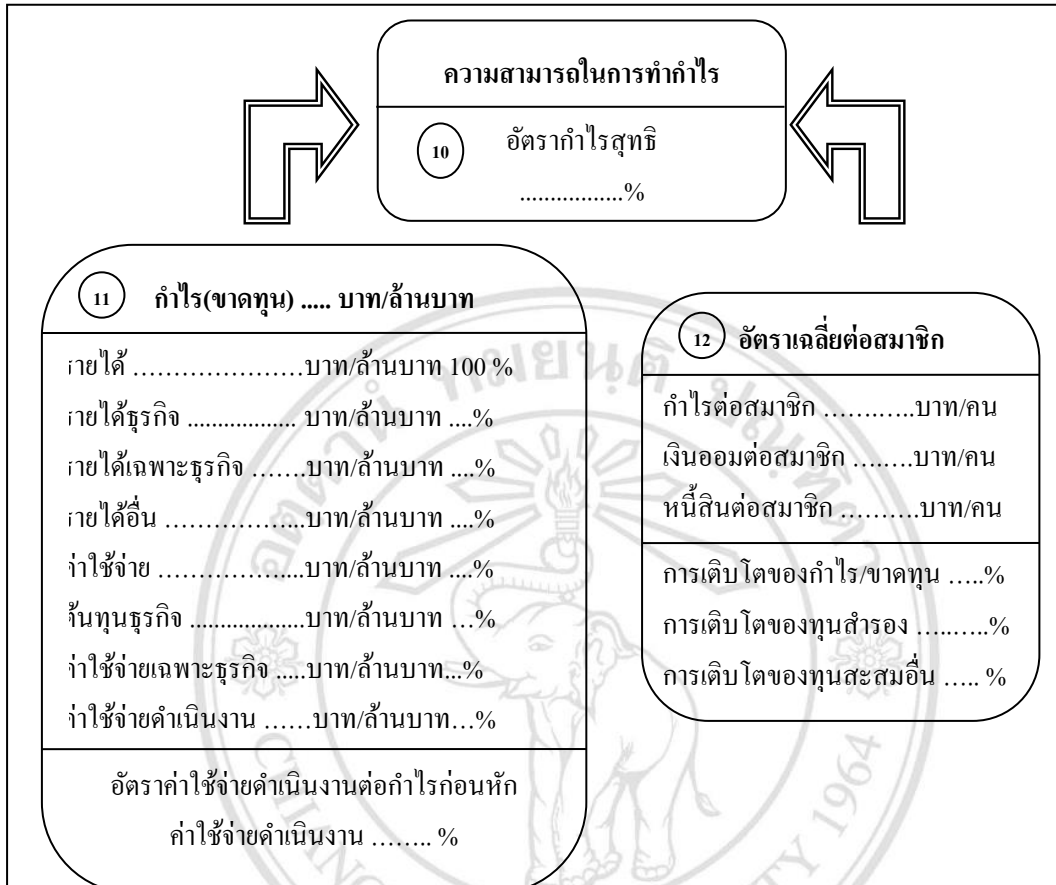 ความสามารถในการทำกำไร
10 อัตรากำไรสุทธิ
.................%
11 กำไร(ขาดทุน) ..... บาท/ล้านบาท
รายได้ .....................บาท/ล้านบาท 100 %
รายได้ธุรกิจ .................. บาท/ล้านบาท ....%
รายได้เฉพาะธุรกิจ .......บาท/ล้านบาท ....%
รายได้อื่น ....................บาท/ล้านบาท ....%
ค่าใช้จ่าย .....................บาท/ล้านบาท ....%
ต้นทุนธุรกิจ ...................บาท/ล้านบาท ...%
ค่าใช้จ่ายเฉพาะธุรกิจ .....บาท/ล้านบาท...%
ค่าใช้จ่ายดำเนินงาน ......บาท/ล้านบาท...%
อัตราค่าใช้จ่ายดำเนินงานต่อกำไรก่อนหัก
ค่าใช้จ่ายดำเนินงาน ........ %
12 อัตราเฉลี่ยต่อสมาชิก
กำไรต่อสมาชิก ............บาท/คน
เงินออมต่อสมาชิก ........บาท/คน
หนี้สินต่อสมาชิก ..........บาท/คน
การเติบโตของกำไร/ขาดทุน .....%
การเติบโตของทุนสำรอง ........%
การเติบโตของทุนสะสมอื่น ..... %